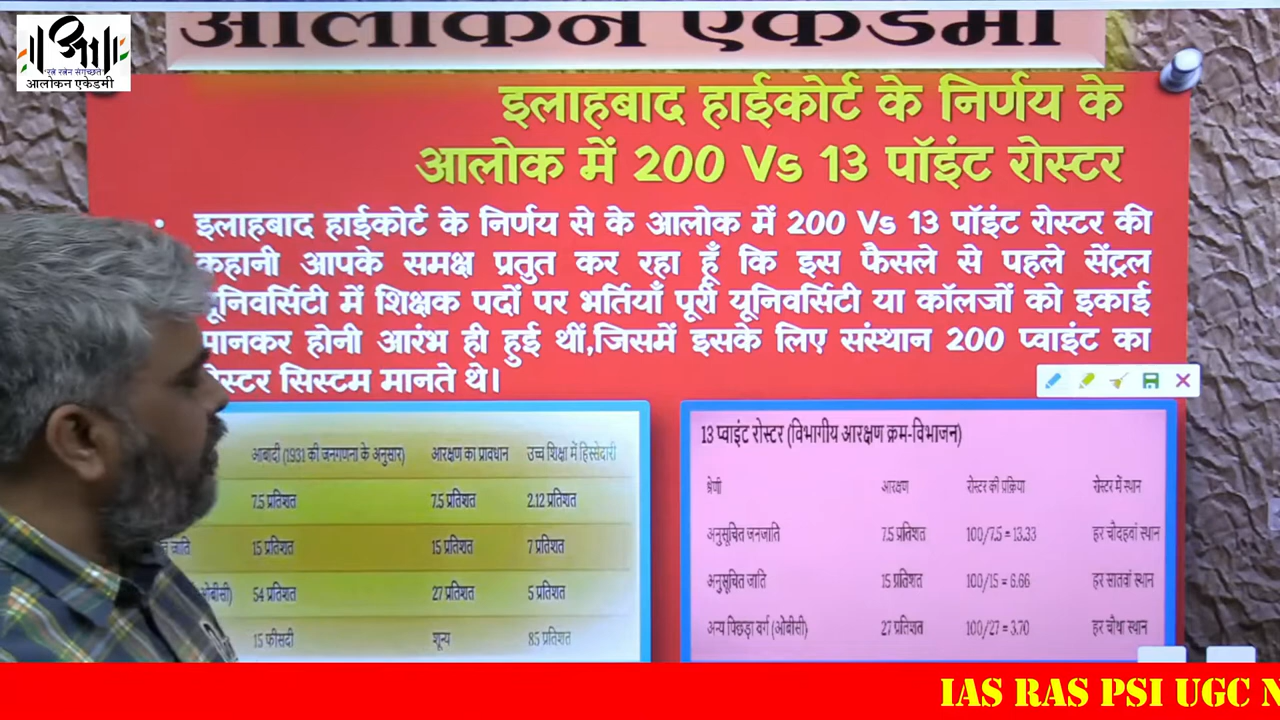 आलोकन एकेडमी
आलोकन एकेडमी
इलाहबाद हाईकोर्ट के निर्णय के
आलोक में 200 Vs 13 पॉइंट रोस्टर
इलाहबाद हाईकोर्ट के निर्णय से के आलोक में 200 Vs 13 पॉइंट रोस्टर की
कहानी आपके समक्ष प्रतुत कर रहा हूँ कि इस फैसले से पहले सेंट्रल
यूनिवर्सिटी में शिक्षक पदों पर भर्तियाँ पूरी यूनिवर्सिटी या कॉलजों को इकाई
मानकर होनी आरंभ ही हुई थीं,जिसमें इसके लिए संस्थान 200 प्वाइंट का
रोस्टर सिस्टम मानते थे।
आबादी (1931 की जनगणना के अनुसार) आरक्षण का प्रावधान उच्च शिक्षा में हिस्सेदारी
7.5 प्रतिशत 7.5 प्रतिशत 2.12 प्रतिशत
जाति 15 प्रतिशत 15 प्रतिशत 7 प्रतिशत
ओबीसी) 54 प्रतिशत 27 प्रतिशत 5 प्रतिशत
15 फीसदी शून्य 85 प्रतिशत
13 प्वाइंट रोस्टर (विभागीय आरक्षण क्रम-विभाजन)
श्रेणी आरक्षण रोस्टर की प्रक्रिया रोस्टर में स्थान
अनुसूचित जनजाति 7.5 प्रतिशत 100/7.5 = 13.33 हर चौदहवां स्थान
अनुसूचित जाति 15 प्रतिशत 100/15 = 6.66 हर सातवां स्थान
अन्य पिछड़ा वर्ग (ओबीसी) 27 प्रतिशत 100/27 = 3.70 हर चौथा स्थान
IAS RAS PSI UGC N